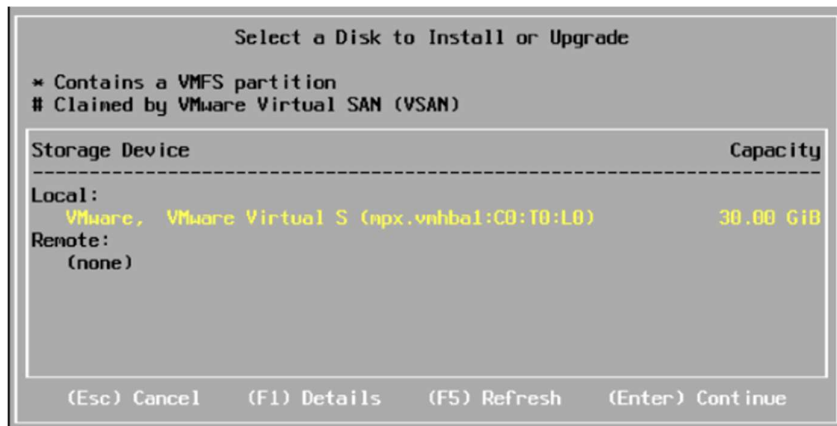 Select a Disk to Install or Upgrade
* Contains a VMFS partition
# Claimed by VMware Virtual SAN (VSAN)
Storage Device Capacity
Local:
VMware, VMware Virtual S (mpx.vmhba1:C0:T0:L0) 30.00 GiB
Remote:
(none)
(Esc) Cancel (F1) Details (F5) Refresh (Enter) Continue